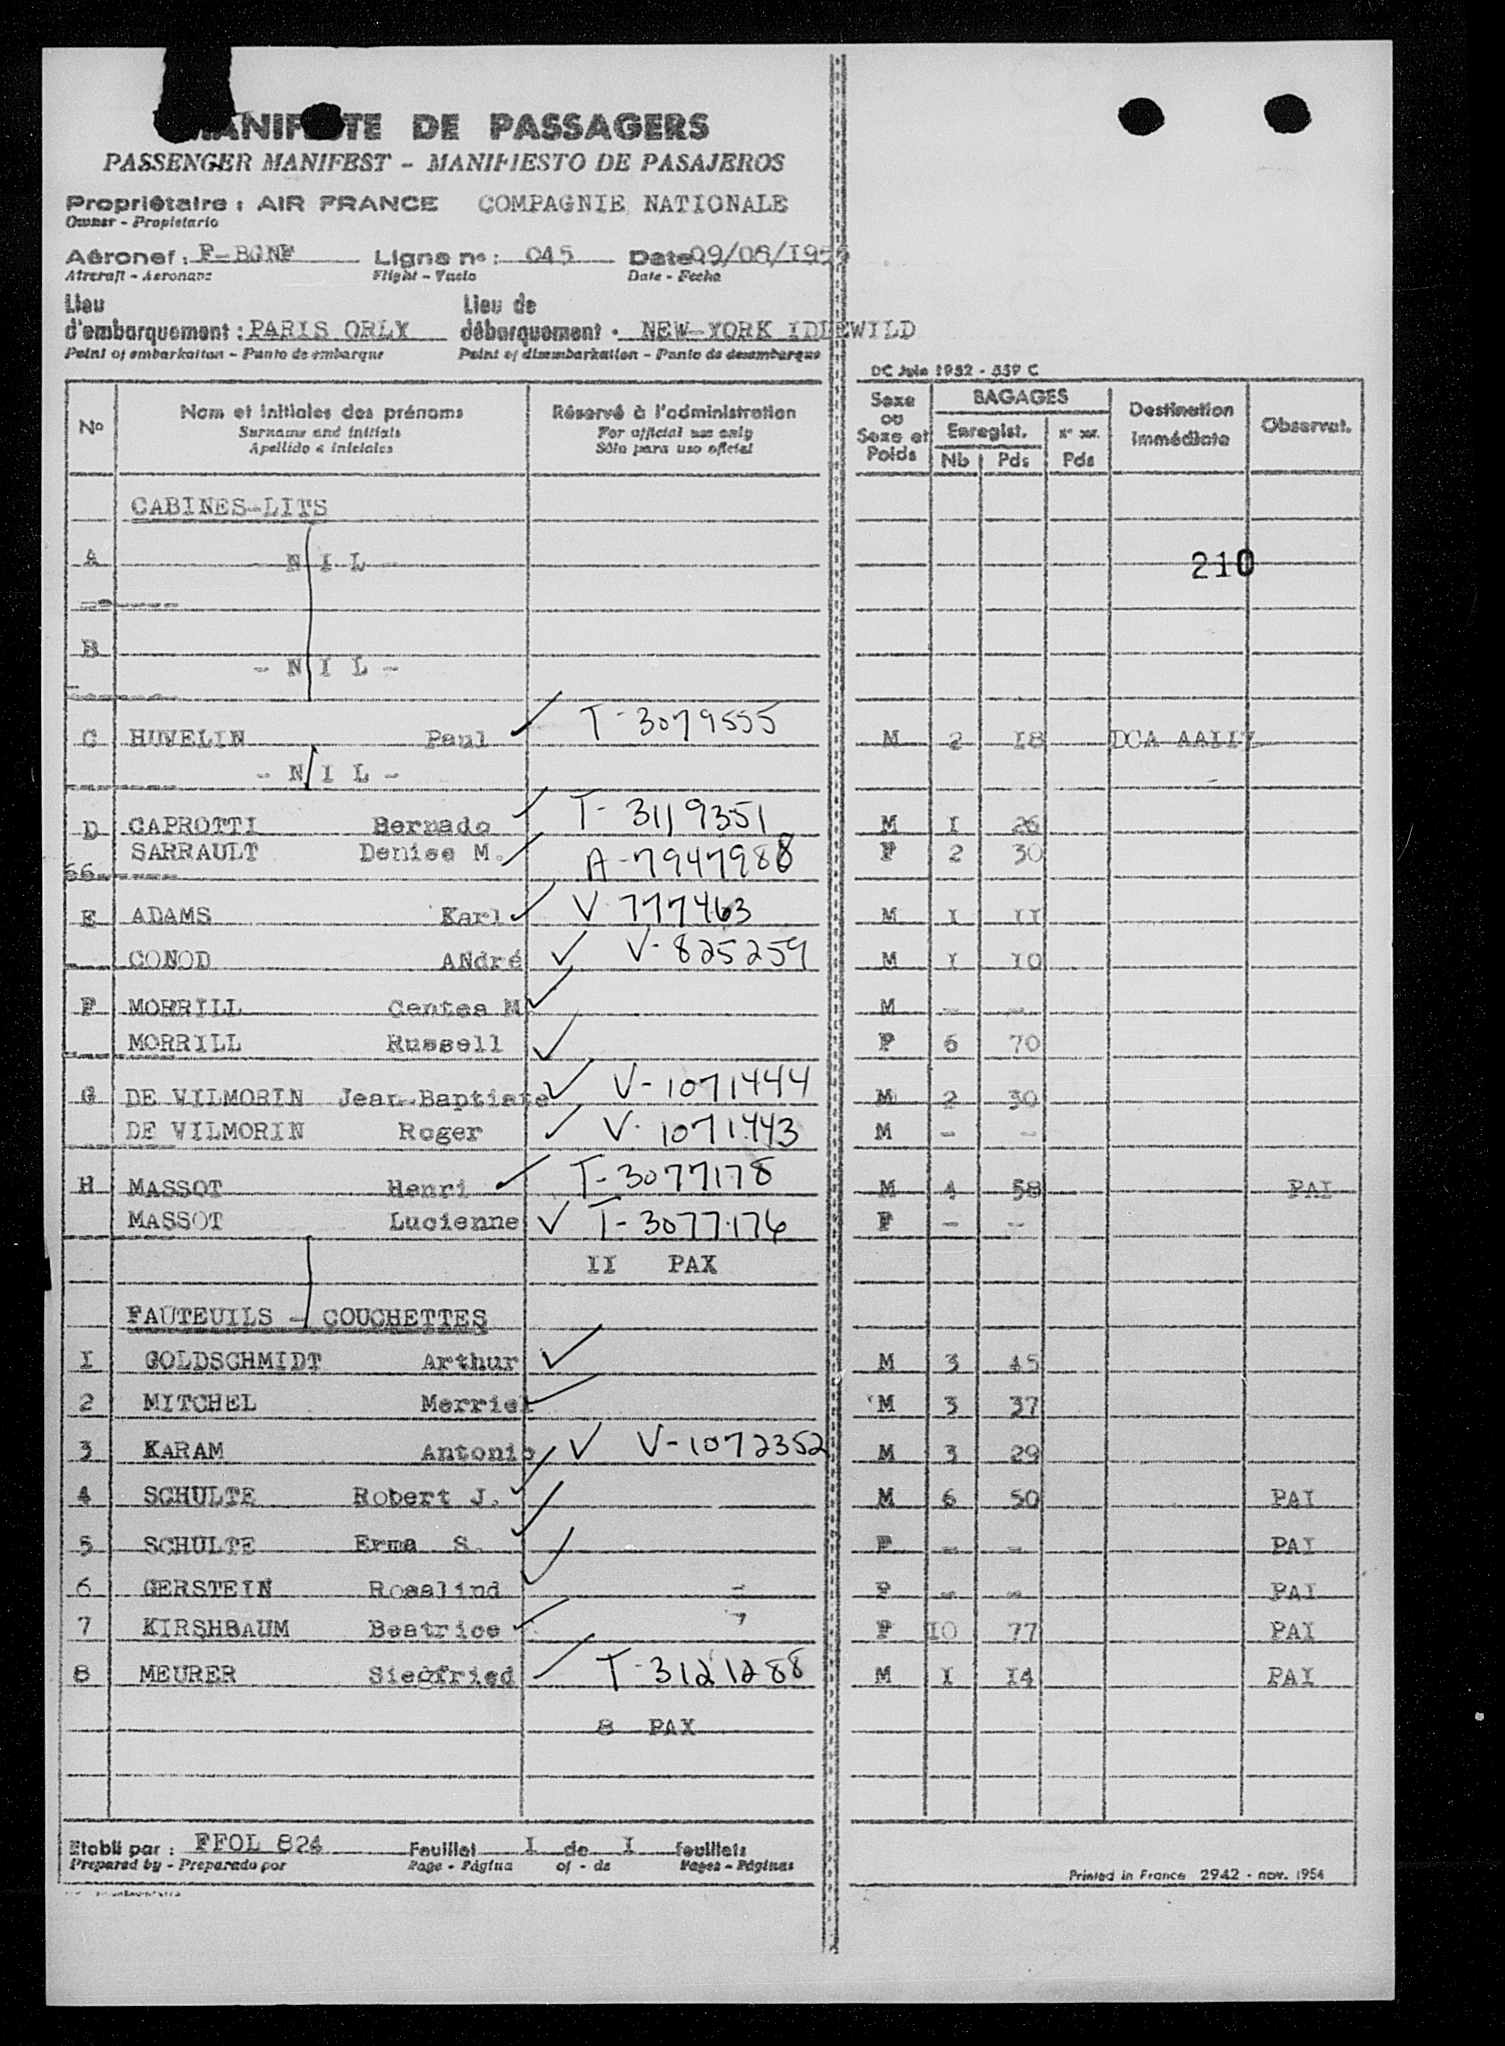 MANIFESTE DE PASSAGERS
PASSENGER MANIFEST - MANIFIESTO DE PASAJEROS
Propriétaire : AIR FRANCE COMPAGNIE NATIONALE
Owner - Propietario
Aéronef : F-BGNF Ligne n° : 045 Date 09/08/195
Aircraft - Aeronave Flight - Vuelo Date - Fecha
Lieu d'embarquement : PARIS ORLY Lieu de débarquement : NEW-YORK IDLEWILD
Point of embarkation - Punto de embarque Point of disembarkation - Punto de desembarque
DC Juin 1952 - 559 C
N° Nom et initiales des prénoms Réservé à l'administration Sexe ou Sexe et Poids BAGAGES Destination immédiate Observat.
Surname and initials For official use only Enregist. Nb Pds Pds
Apellido e iniciales Sólo para uso oficial
CABINES-LITS
A - N I L - 210
B - N I L -
C HUVELIN Paul T-3079555 M 2 18 DCA AA117
- N I L -
D CAPROTTI Bernado T-3119351 M 1 26
SARRAULT Denise M. A-7947988 F 2 30
E ADAMS Karl V-777463 M I II
CONOD ANdré V-825259 M I IO
F MORRILL Centea M M - -
MORRILL Russell F 6 70
G DE VILMORIN Jean-Baptiste V-1071444 M 2 30
DE VILMORIN Roger V-1071443 M - -
H MASSOT Henri T-3077178 M 4 58 PAI
MASSOT Lucienne T-3077176 F - -
II PAX
FAUTEUILS - COUCHETTES
I GOLDSCHMIDT Arthur M 3 45
2 MITCHEL Merriel M 3 37
3 KARAM Antonio V-1072352 M 3 29
4 SCHULTE Robert J. M 6 50 PAI
5 SCHULTE Erma S. F - - PAI
6 GERSTEIN Rosalind F - - PAI
7 KIRSHBAUM Beatrice F IO 77 PAI
8 MEURER Siegfried T-3121288 M I I4 PAI
8 PAX
Etabli par : FFOL 824 Feuillet I de I feuillets
Prepared by - Preparado por Page - Página of - de Pages - Páginas
Printed in France 2942 - nov. 1954